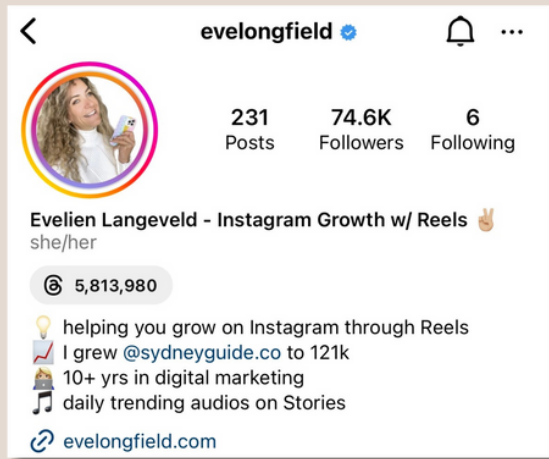 evelongfield
231 74.6K 6
Posts Followers Following
Evelien Langeveld - Instagram Growth w/ Reels ✌🏼
she/her
5,813,980
💡 helping you grow on Instagram through Reels
📈 I grew @sydneyguide.co to 121k
👩🏼‍💻 10+ yrs in digital marketing
🎵 daily trending audios on Stories
evelongfield.com